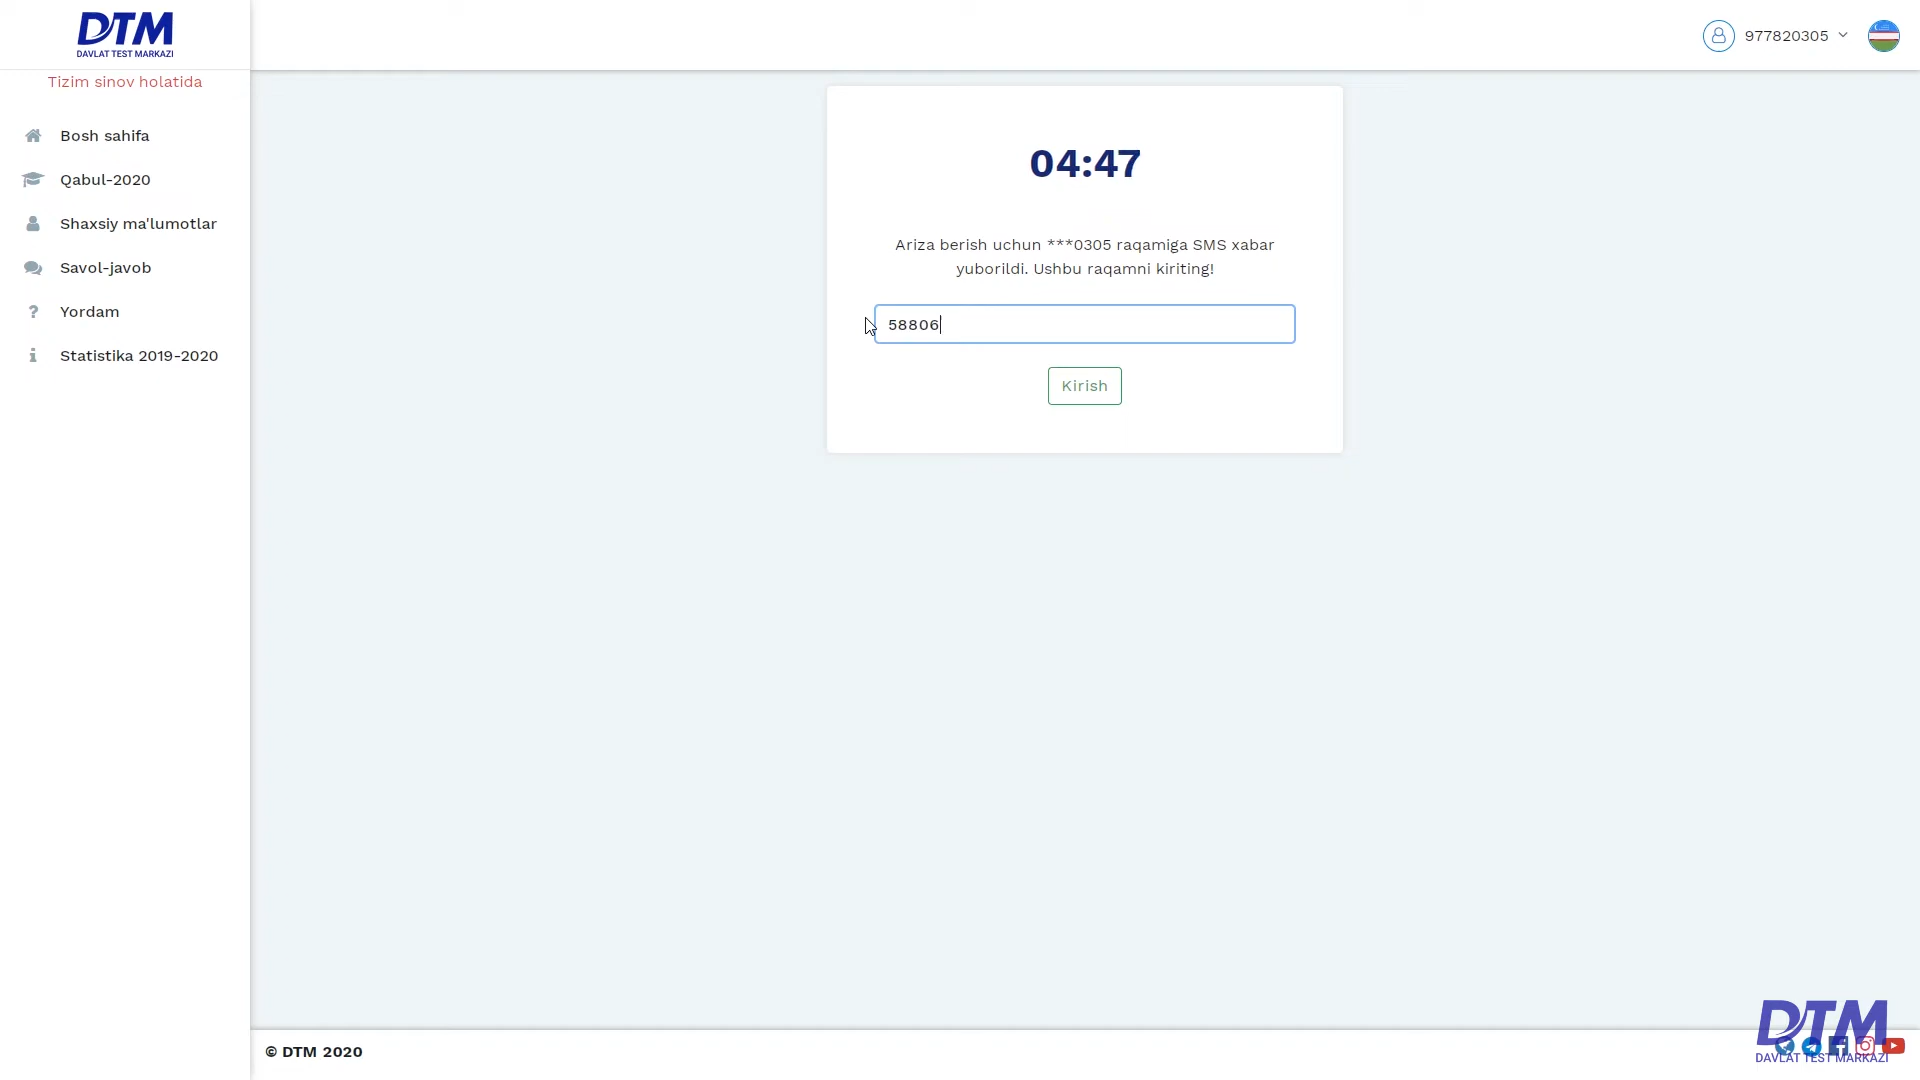 DTM
DAVLAT TEST MARKAZI
977820305
Tizim sinov holatida
Bosh sahifa
Qabul-2020
Shaxsiy ma'lumotlar
Savol-javob
? Yordam
Statistika 2019-2020
04:47
Ariza berish uchun ***0305 raqamiga SMS xabar
yuborildi. Ushbu raqamni kiriting!
58806
Kirish
© DTM 2020
DTM
DAVLAT TEST MARKAZI